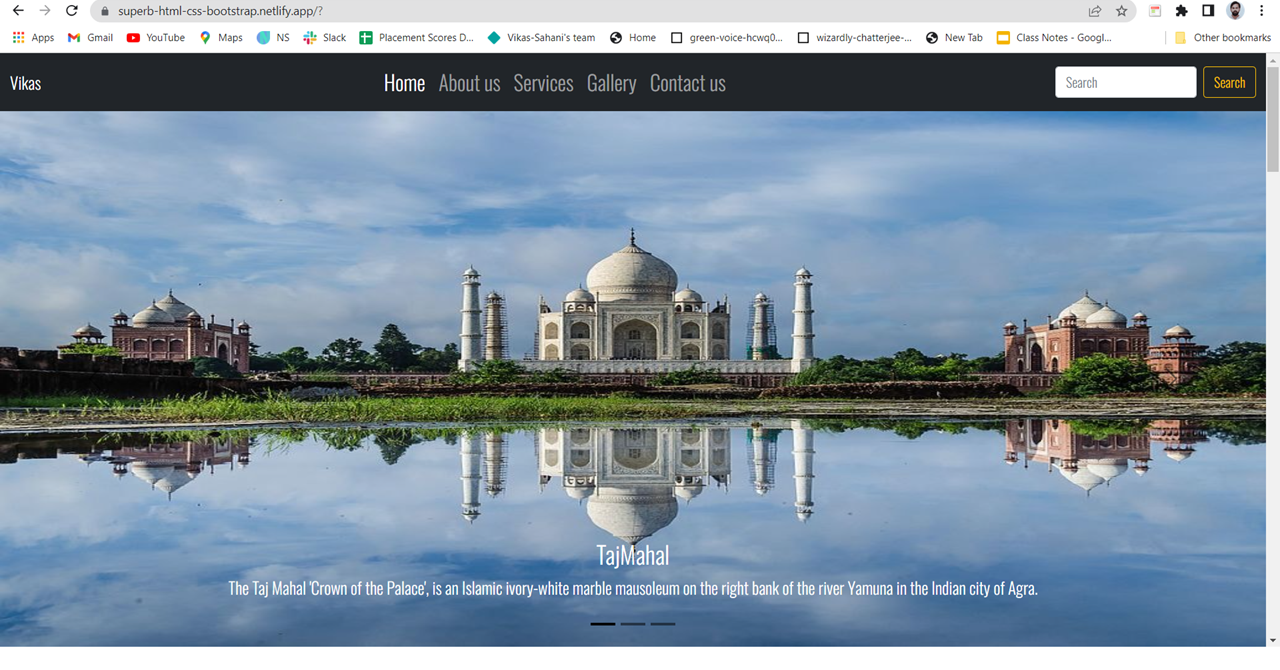 superb-html-css-bootstrap.netlify.app/?
Apps Gmail YouTube Maps NS Slack Placement Scores D... Vikas-Sahani's team Home green-voice-hcwq0... wizardly-chatterjee-... New Tab Class Notes - Googl... Other bookmarks
Vikas Home About us Services Gallery Contact us Search Search
TajMahal
The Taj Mahal 'Crown of the Palace', is an Islamic ivory-white marble mausoleum on the right bank of the river Yamuna in the Indian city of Agra.